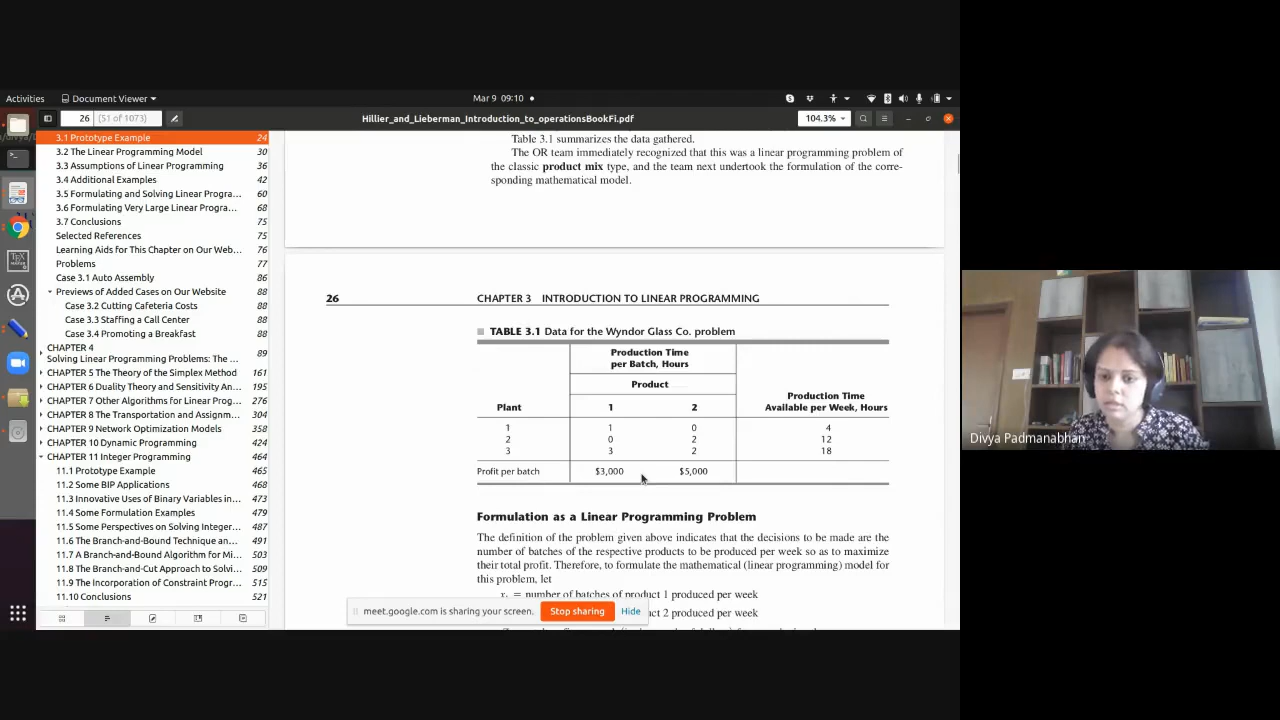 Activities
Document Viewer
Mar 9 09:10
26
(51 of 1073)
Hillier_and_Lieberman_Introduction_to_operationsBookFi.pdf
104.3%
3.1 Prototype Example 24
3.2 The Linear Programming Model 30
3.3 Assumptions of Linear Programming 36
3.4 Additional Examples 42
3.5 Formulating and Solving Linear Progra... 60
3.6 Formulating Very Large Linear Progra... 68
3.7 Conclusions 75
Selected References 75
Learning Aids for This Chapter on Our Web... 76
Problems 77
Case 3.1 Auto Assembly 86
Previews of Added Cases on Our Website 88
Case 3.2 Cutting Cafeteria Costs 88
Case 3.3 Staffing a Call Center 88
Case 3.4 Promoting a Breakfast 88
CHAPTER 4
Solving Linear Programming Problems: The ... 89
CHAPTER 5 The Theory of the Simplex Method 161
CHAPTER 6 Duality Theory and Sensitivity An... 195
CHAPTER 7 Other Algorithms for Linear Prog... 276
CHAPTER 8 The Transportation and Assignm... 304
CHAPTER 9 Network Optimization Models 358
CHAPTER 10 Dynamic Programming 424
CHAPTER 11 Integer Programming 464
11.1 Prototype Example 465
11.2 Some BIP Applications 468
11.3 Innovative Uses of Binary Variables in... 473
11.4 Some Formulation Examples 479
11.5 Some Perspectives on Solving Integer... 487
11.6 The Branch-and-Bound Technique an... 491
11.7 A Branch-and-Bound Algorithm for Mi... 503
11.8 The Branch-and-Cut Approach to Solvi... 509
11.9 The Incorporation of Constraint Progr... 515
11.10 Conclusions 521
Table 3.1 summarizes the data gathered.
The OR team immediately recognized that this was a linear programming problem of
the classic product mix type, and the team next undertook the formulation of the corre-
sponding mathematical model.
26 CHAPTER 3 INTRODUCTION TO LINEAR PROGRAMMING
TABLE 3.1 Data for the Wyndor Glass Co. problem
Production Time
per Batch, Hours
Product
Production Time
Plant 1 2 Available per Week, Hours
1 1 0 4
2 0 2 12
3 3 2 18
Profit per batch $3,000 $5,000
Formulation as a Linear Programming Problem
The definition of the problem given above indicates that the decisions to be made are the
number of batches of the respective products to be produced per week so as to maximize
their total profit. Therefore, to formulate the mathematical (linear programming) model for
this problem, let
= number of batches of product 1 produced per week
product 2 produced per week
meet.google.com is sharing your screen. Stop sharing Hide
Divya Padmanabhan